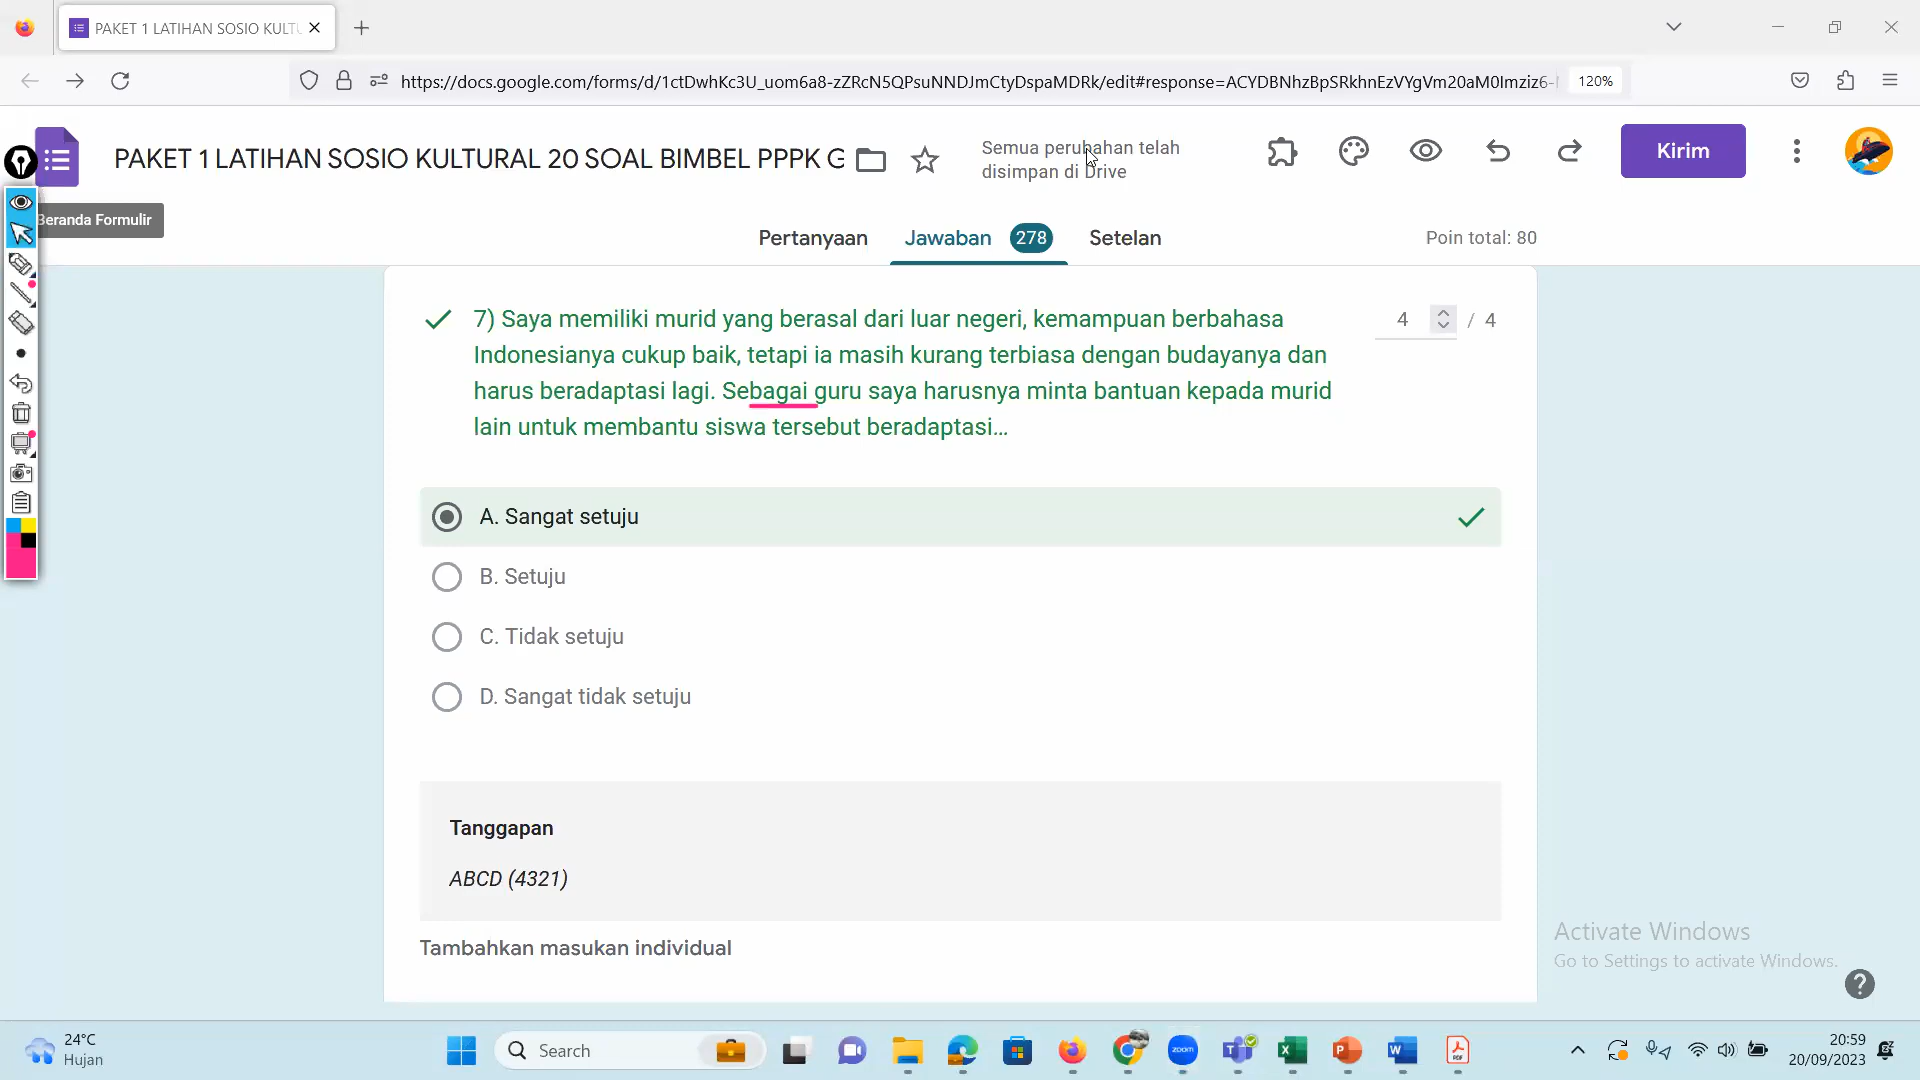 PAKET 1 LATIHAN SOSIO KULTU
https://docs.google.com/forms/d/1ctDwhKc3U_uom6a8-zZRcN5QPsuNNDJmCtyDspaMDRk/edit#response=ACYDBNhzBpSRkhnEzVYgVm20aM0Imziz6-
120%
PAKET 1 LATIHAN SOSIO KULTURAL 20 SOAL BIMBEL PPPK G
Semua perubahan telah
disimpan di Drive
Kirim
Beranda Formulir
Pertanyaan
Jawaban 278
Setelan
Poin total: 80
7) Saya memiliki murid yang berasal dari luar negeri, kemampuan berbahasa
Indonesianya cukup baik, tetapi ia masih kurang terbiasa dengan budayanya dan
harus beradaptasi lagi. Sebagai guru saya harusnya minta bantuan kepada murid
lain untuk membantu siswa tersebut beradaptasi...
4 / 4
A. Sangat setuju
B. Setuju
C. Tidak setuju
D. Sangat tidak setuju
Tanggapan
ABCD (4321)
Tambahkan masukan individual
Activate Windows
Go to Settings to activate Windows.
24°C
Hujan
Search
zoom
20:59
20/09/2023